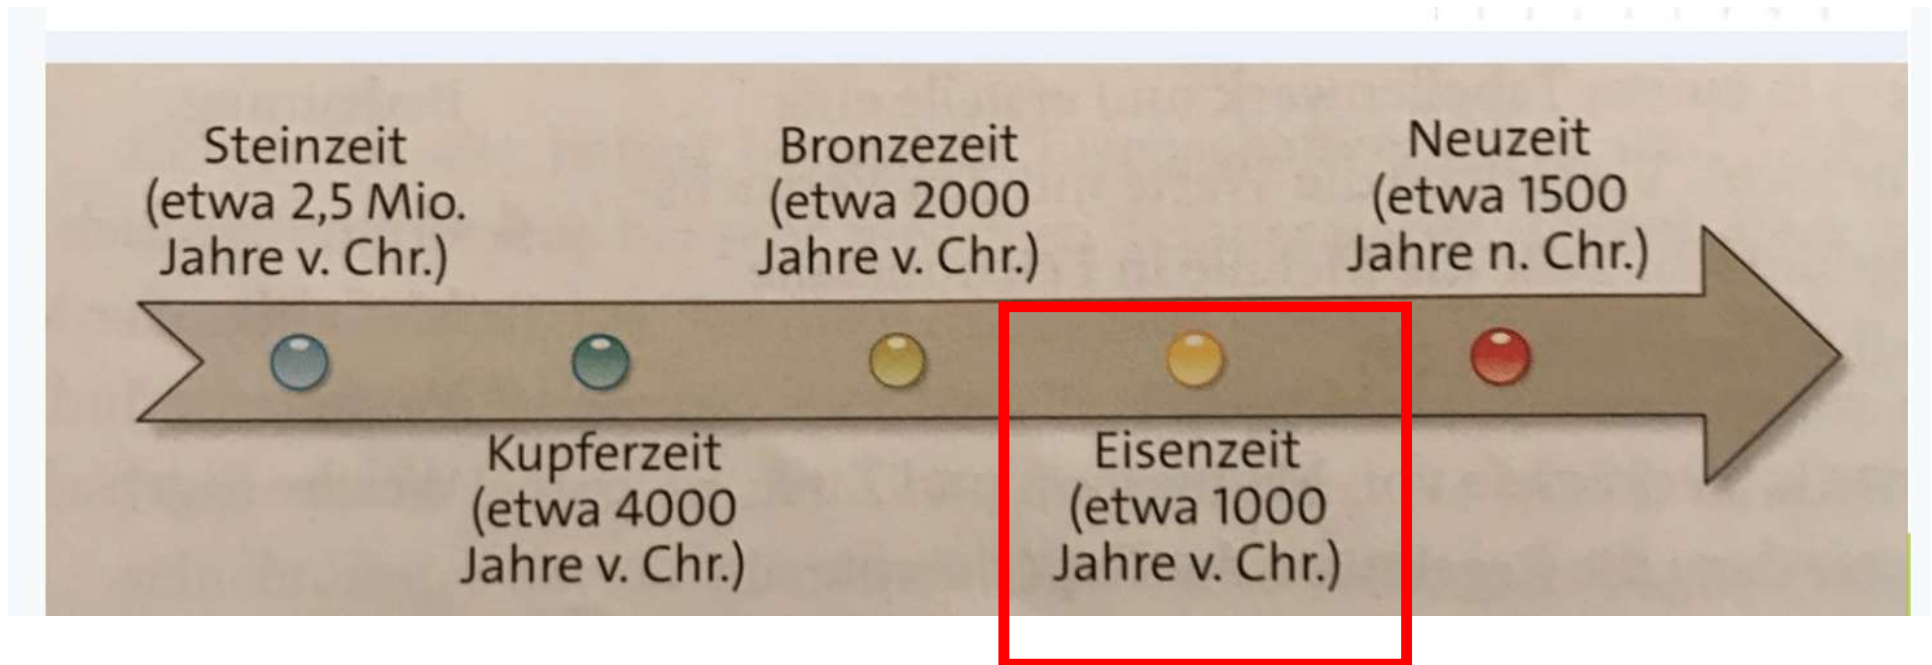 Steinzeit
(etwa 2,5 Mio.
Jahre v. Chr.)
Kupferzeit
(etwa 4000
Jahre v. Chr.)
Bronzezeit
(etwa 2000
Jahre v. Chr.)
Eisenzeit
(etwa 1000
Jahre v. Chr.)
Neuzeit
(etwa 1500
Jahre n. Chr.)